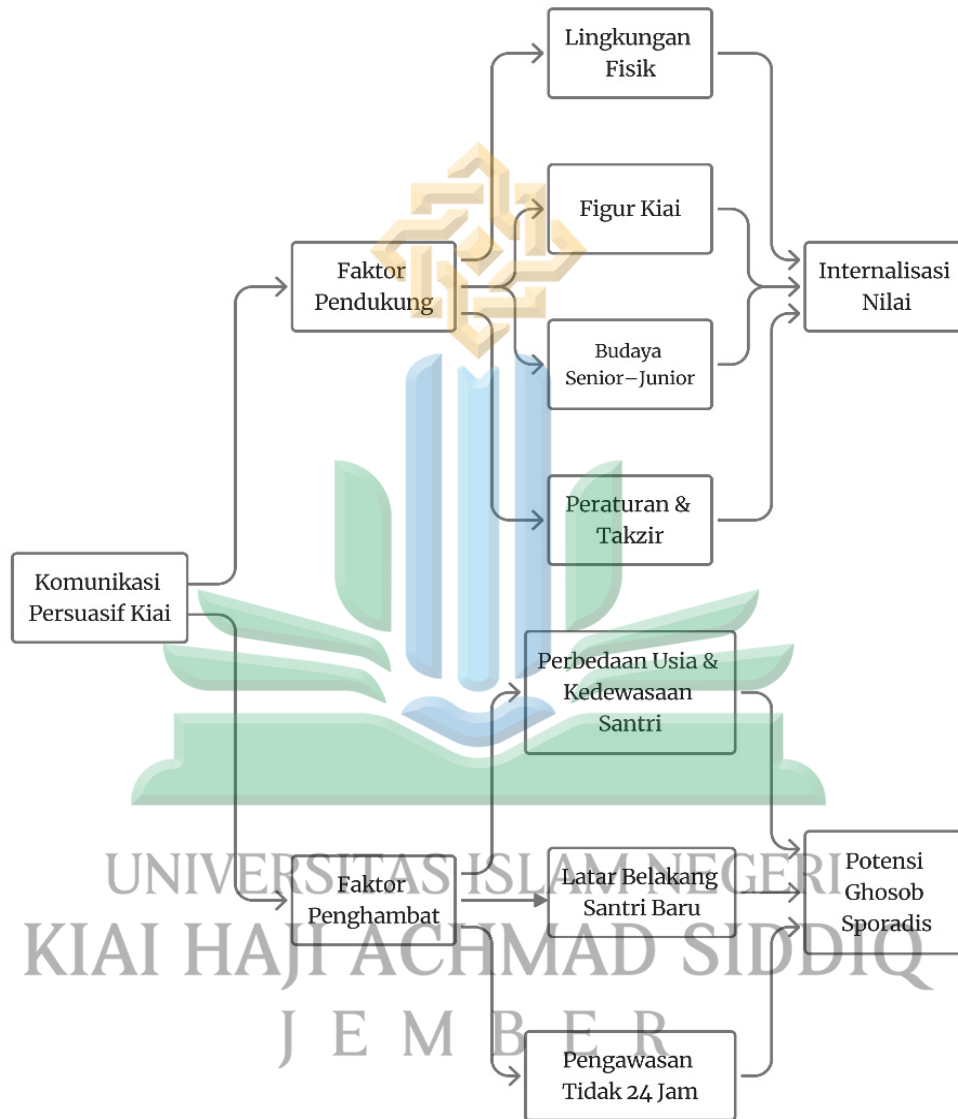 Lingkungan
Fisik
Figur Kiai
Faktor
Pendukung
Internalisasi
Nilai
Budaya
Senior–Junior
Peraturan &
Takzir
Komunikasi
Persuasif Kiai
Perbedaan Usia &
Kedewasaan
Santri
Faktor
Penghambat
Latar Belakang
Santri Baru
Potensi
Ghosob
Sporadis
Pengawasan
Tidak 24 Jam
UNIVERSITAS ISLAM NEGERI
KIAI HAJI ACHMAD SIDDIQ
JEMBER